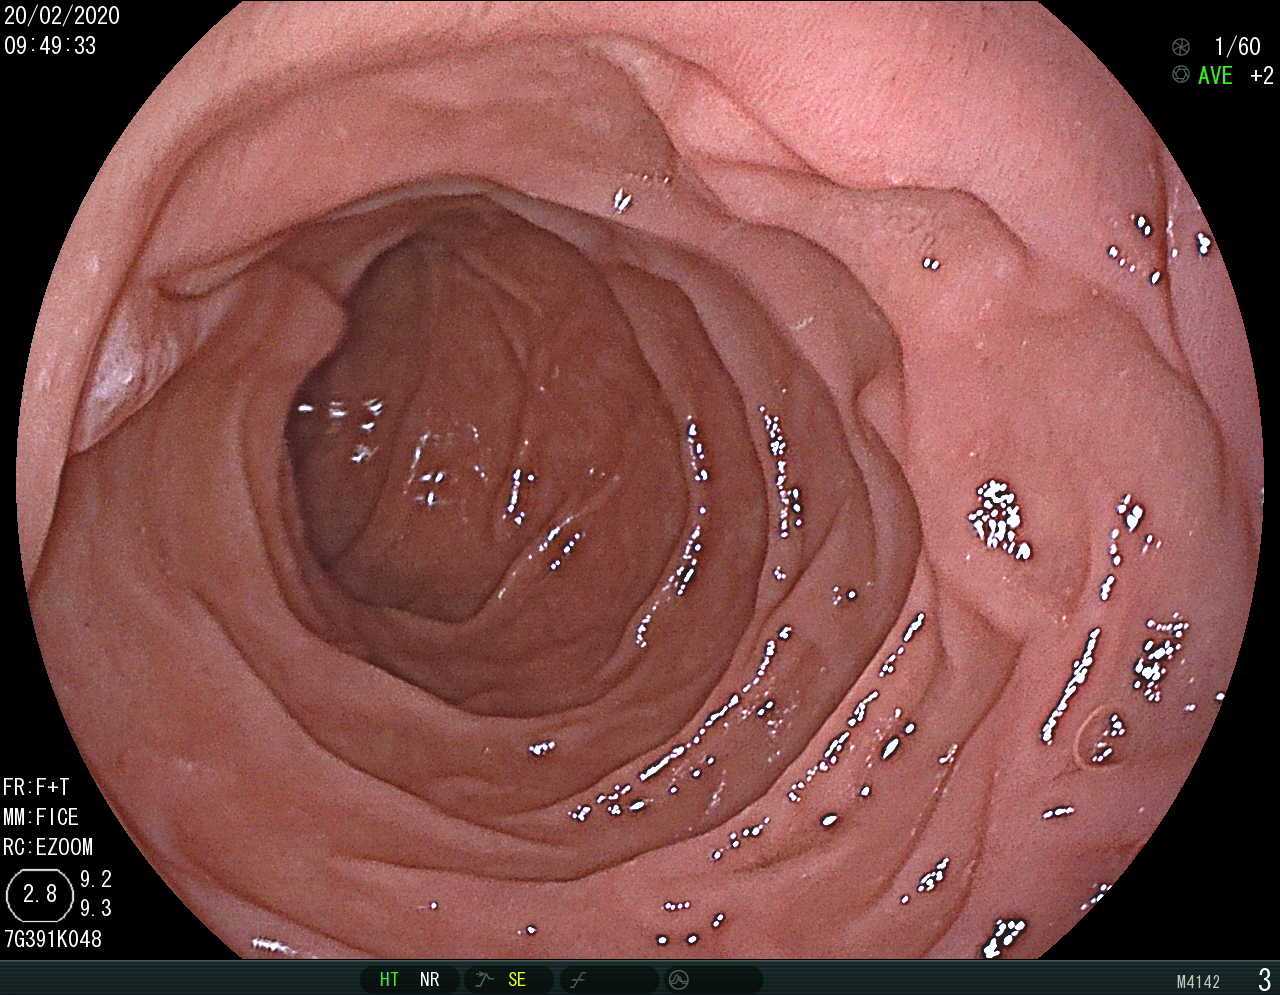 20/02/2020
09:49:33
1/60
AVE +2
FR:F+T
MM:FICE
RC:EZOOM
2.8 9.2
9.3
7G391K048
HT NR SE
M4142 3